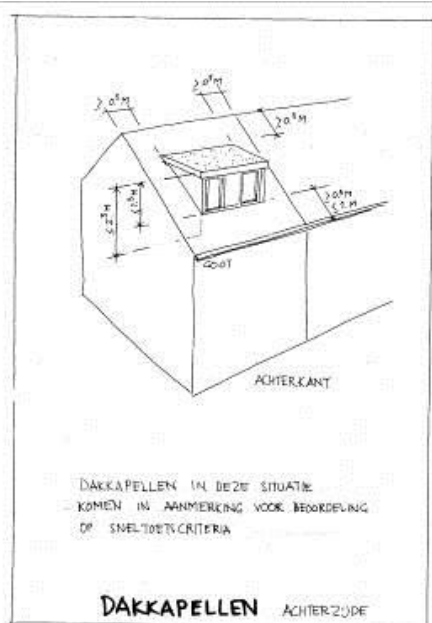 ≥ 0.5 M
≥ 0.5 M
≥ 0.5 M
≥ 0.5 M
≤ 1 M
GOOT
ACHTERKANT
DAKKAPELLEN IN DEZE SITUATIE
KOMEN IN AANMERKING VOOR BEOORDELING
OP SNELTOETSCRITERIA
DAKKAPELLEN ACHTERZIJDE